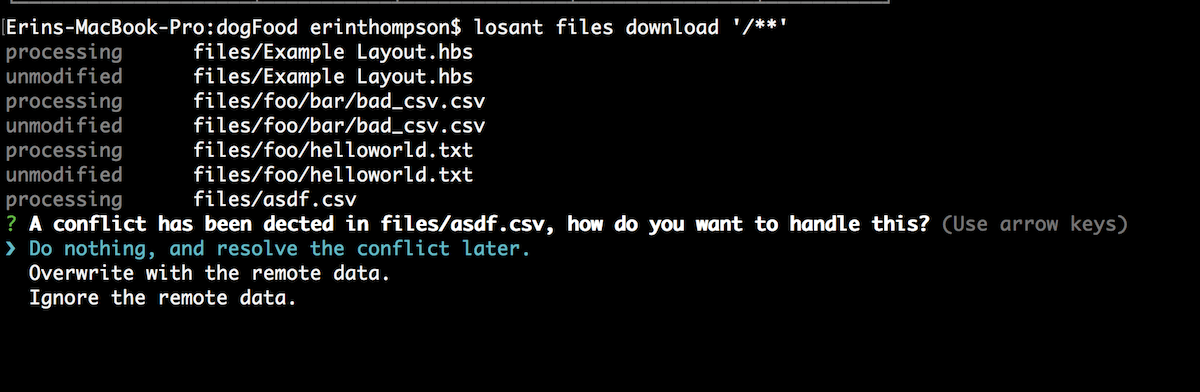 Erins-MacBook-Pro:dogFood erinthompson$ losant files download '/**'
processing files/Example Layout.hbs
unmodified files/Example Layout.hbs
processing files/foo/bar/bad_csv.csv
unmodified files/foo/bar/bad_csv.csv
processing files/foo/helloworld.txt
unmodified files/foo/helloworld.txt
processing files/asdf.csv
? A conflict has been dected in files/asdf.csv, how do you want to handle this? (Use arrow keys)
❯ Do nothing, and resolve the conflict later.
Overwrite with the remote data.
Ignore the remote data.